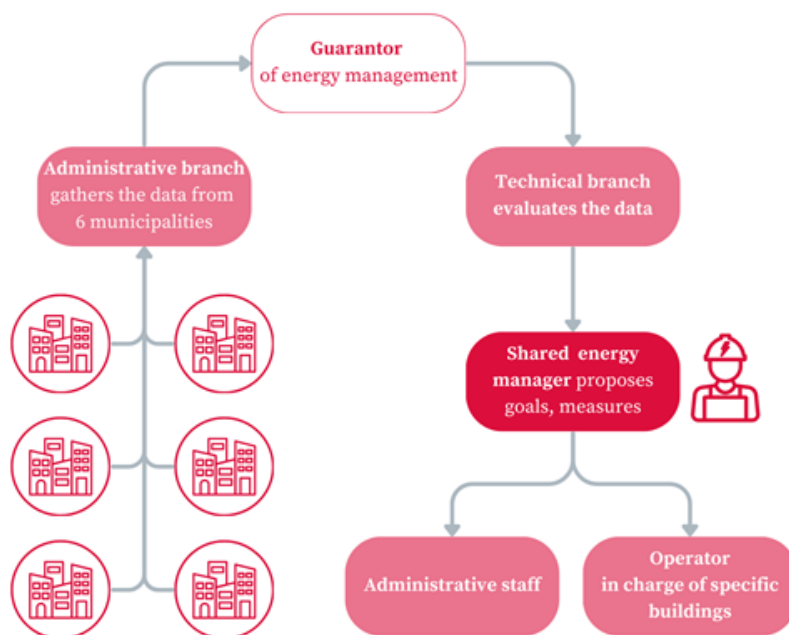 Guarantor
of energy management
Administrative branch
gathers the data from
6 municipalities
Technical branch
evaluates the data
Shared energy
manager proposes
goals, measures
Administrative staff
Operator
in charge of specific
buildings